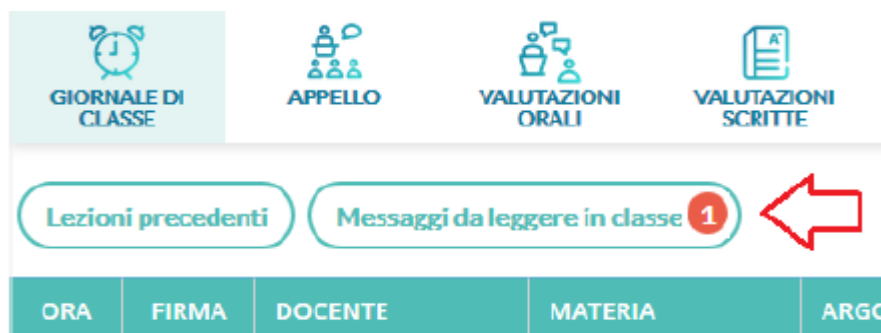 GIORNALE DI
CLASSE
APPELLO
VALUTAZIONI
ORALI
A
VALUTAZIONI
SCRITTE
Lezioni precedenti
Messaggi da leggere in classe 1
ORA FIRMA DOCENTE MATERIA